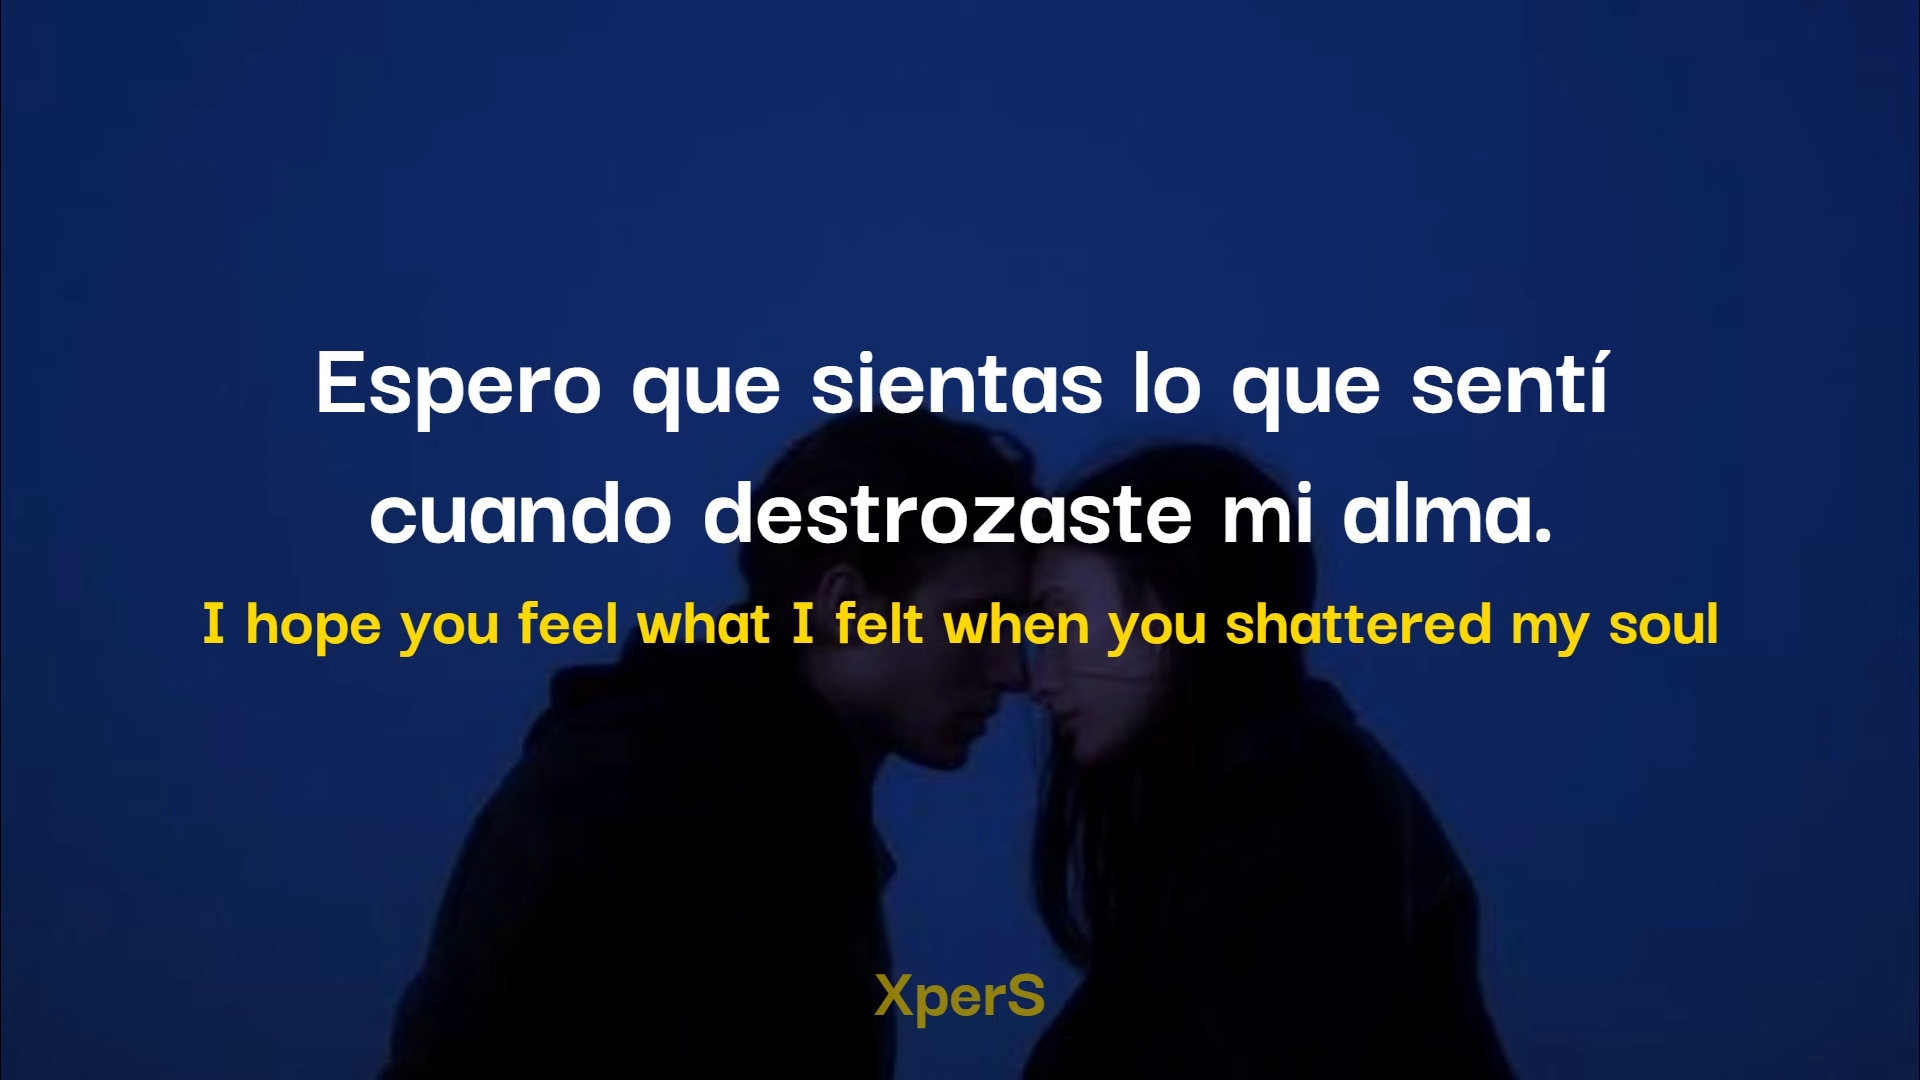 Espero que sientas lo que sentí
cuando destrozaste mi alma.
I hope you feel what I felt when you shattered my soul
XperS